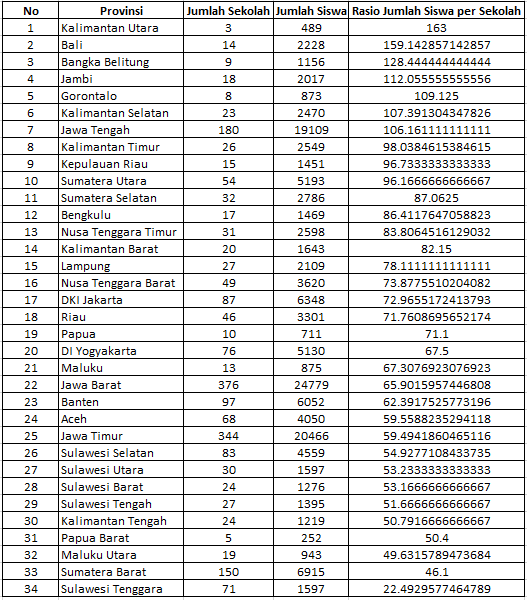 No Provinsi Jumlah Sekolah Jumlah Siswa Rasio Jumlah Siswa per Sekolah
1 Kalimantan Utara 3 489 163
2 Bali 14 2228 159.142857142857
3 Bangka Belitung 9 1156 128.444444444444
4 Jambi 18 2017 112.055555555556
5 Gorontalo 8 873 109.125
6 Kalimantan Selatan 23 2470 107.391304347826
7 Jawa Tengah 180 19109 106.161111111111
8 Kalimantan Timur 26 2549 98.0384615384615
9 Kepulauan Riau 15 1451 96.7333333333333
10 Sumatera Utara 54 5193 96.1666666666667
11 Sumatera Selatan 32 2786 87.0625
12 Bengkulu 17 1469 86.4117647058823
13 Nusa Tenggara Timur 31 2598 83.8064516129032
14 Kalimantan Barat 20 1643 82.15
15 Lampung 27 2109 78.1111111111111
16 Nusa Tenggara Barat 49 3620 73.8775510204082
17 DKI Jakarta 87 6348 72.9655172413793
18 Riau 46 3301 71.7608695652174
19 Papua 10 711 71.1
20 DI Yogyakarta 76 5130 67.5
21 Maluku 13 875 67.3076923076923
22 Jawa Barat 376 24779 65.9015957446808
23 Banten 97 6052 62.3917525773196
24 Aceh 68 4050 59.5588235294118
25 Jawa Timur 344 20466 59.4941860465116
26 Sulawesi Selatan 83 4559 54.9277108433735
27 Sulawesi Utara 30 1597 53.2333333333333
28 Sulawesi Barat 24 1276 53.1666666666667
29 Sulawesi Tengah 27 1395 51.6666666666667
30 Kalimantan Tengah 24 1219 50.7916666666667
31 Papua Barat 5 252 50.4
32 Maluku Utara 19 943 49.6315789473684
33 Sumatera Barat 150 6915 46.1
34 Sulawesi Tenggara 71 1597 22.4929577464789